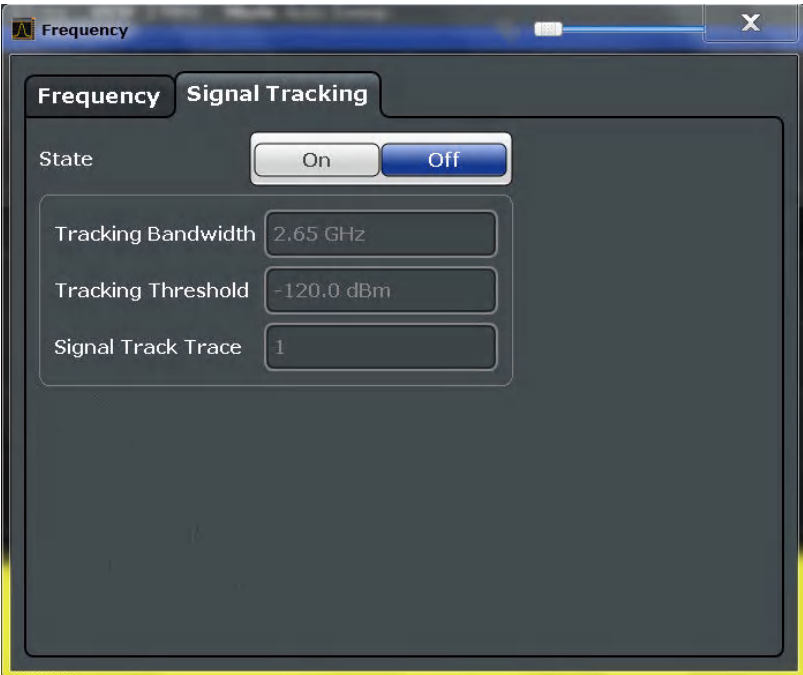 Frequency
X
Frequency Signal Tracking
State On Off
Tracking Bandwidth 2.65 GHz
Tracking Threshold -120.0 dBm
Signal Track Trace 1